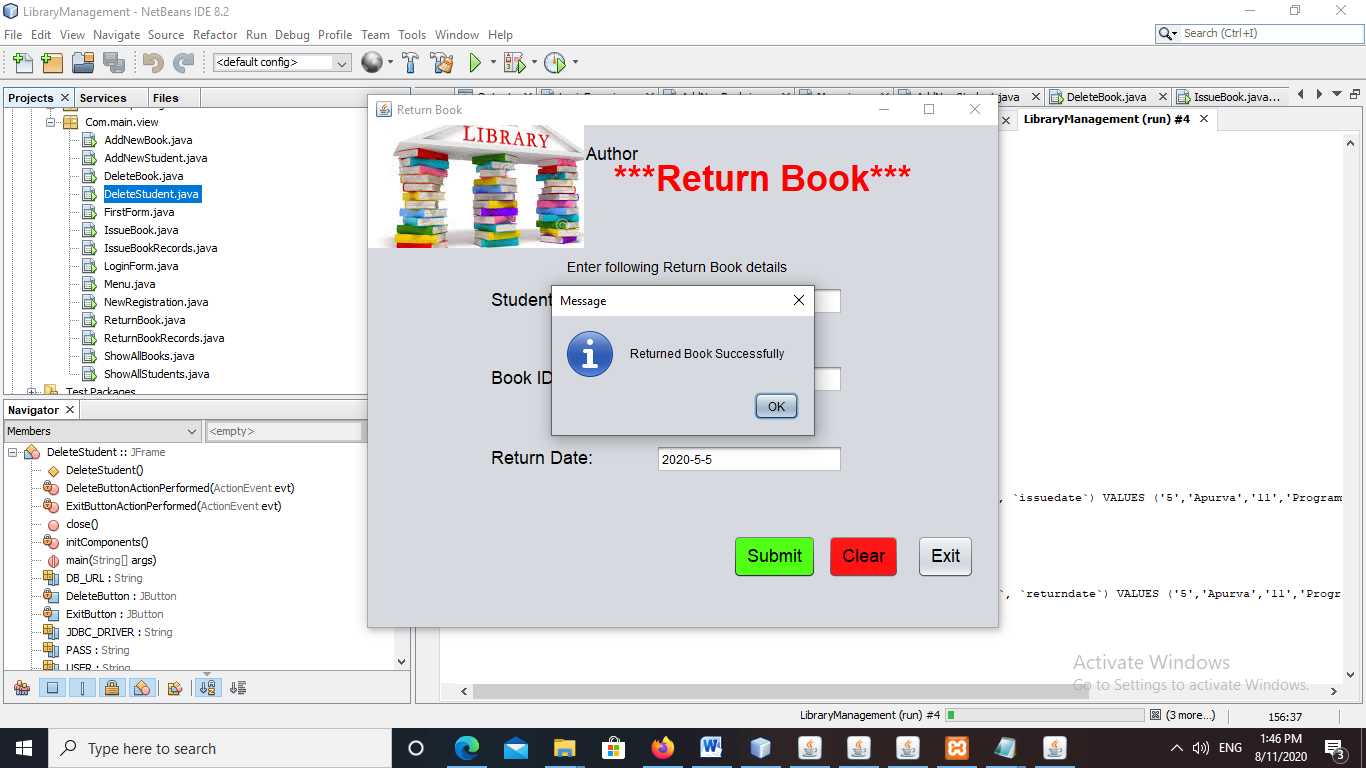 LibraryManagement - NetBeans IDE 8.2
File Edit View Navigate Source Refactor Run Debug Profile Team Tools Window Help
Search (Ctrl+I)
<default config>
Projects Services Files
DeleteBook.java IssueBook.java...
LibraryManagement (run) #4
Com.main.view
AddNewBook.java
AddNewStudent.java
DeleteBook.java
DeleteStudent.java
FirstForm.java
IssueBook.java
IssueBookRecords.java
LoginForm.java
Menu.java
NewRegistration.java
ReturnBook.java
ReturnBookRecords.java
ShowAllBooks.java
ShowAllStudents.java
Test Packages
Navigator
Members <empty>
DeleteStudent :: JFrame
DeleteStudent()
DeleteButtonActionPerformed(ActionEvent evt)
ExitButtonActionPerformed(ActionEvent evt)
close()
initComponents()
main(String[] args)
DB_URL : String
DeleteButton : JButton
ExitButton : JButton
JDBC_DRIVER : String
PASS : String
USER : String
Return Book
LIBRARY
Author
***Return Book***
Enter following Return Book details
Student
Book ID
Return Date: 2020-5-5
Submit Clear Exit
Message
Returned Book Successfully
OK
, `issuedate`) VALUES ('5','Apurva','11','Program
`, `returndate`) VALUES ('5','Apurva','11','Progr
Activate Windows
Go to Settings to activate Windows.
LibraryManagement (run) #4 (3 more...) 156:37
Type here to search
ENG
1:46 PM
8/11/2020
3